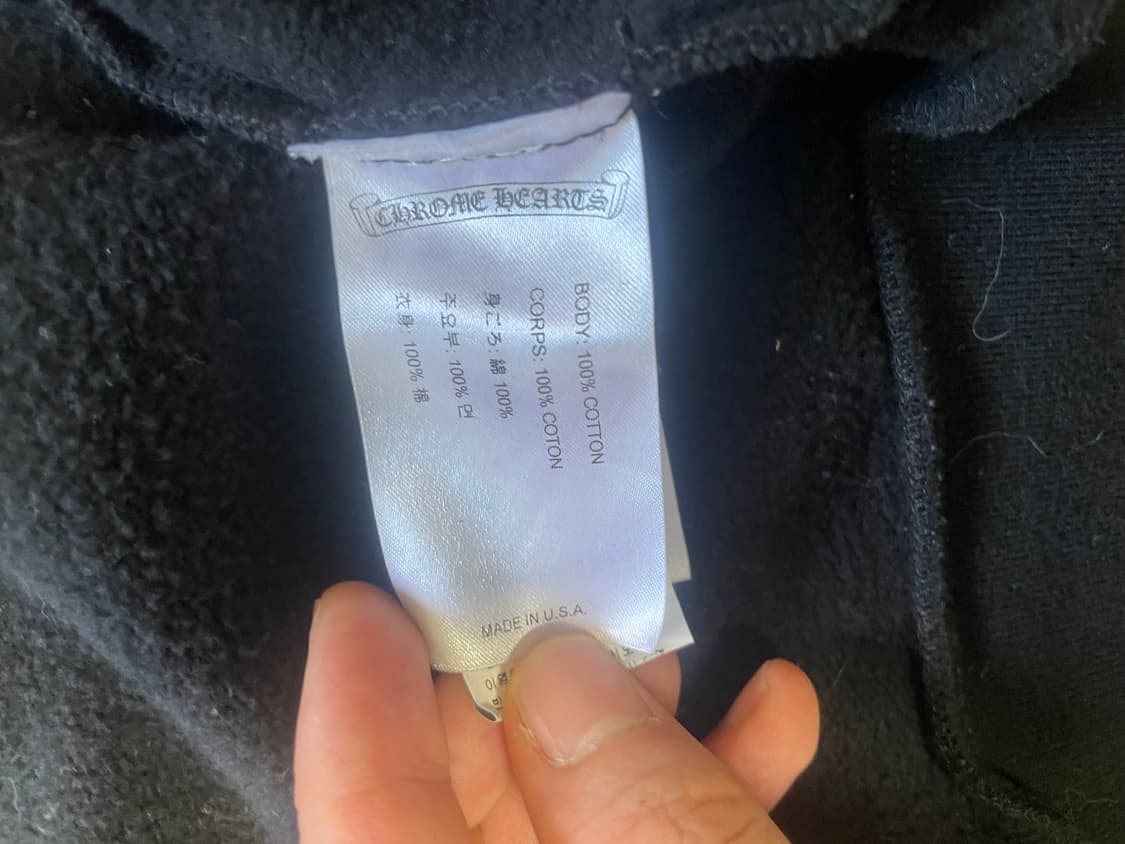 CHROME HEARTS
BODY: 100% COTTON
CORPS: 100% COTON
身ごろ: 綿 100%
주요부: 100% 면
衣身: 100% 棉
MADE IN U.S.A.